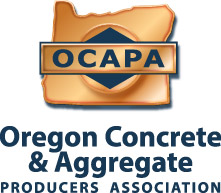 OCAPA
Oregon Concrete
& Aggregate
PRODUCERS ASSOCIATION